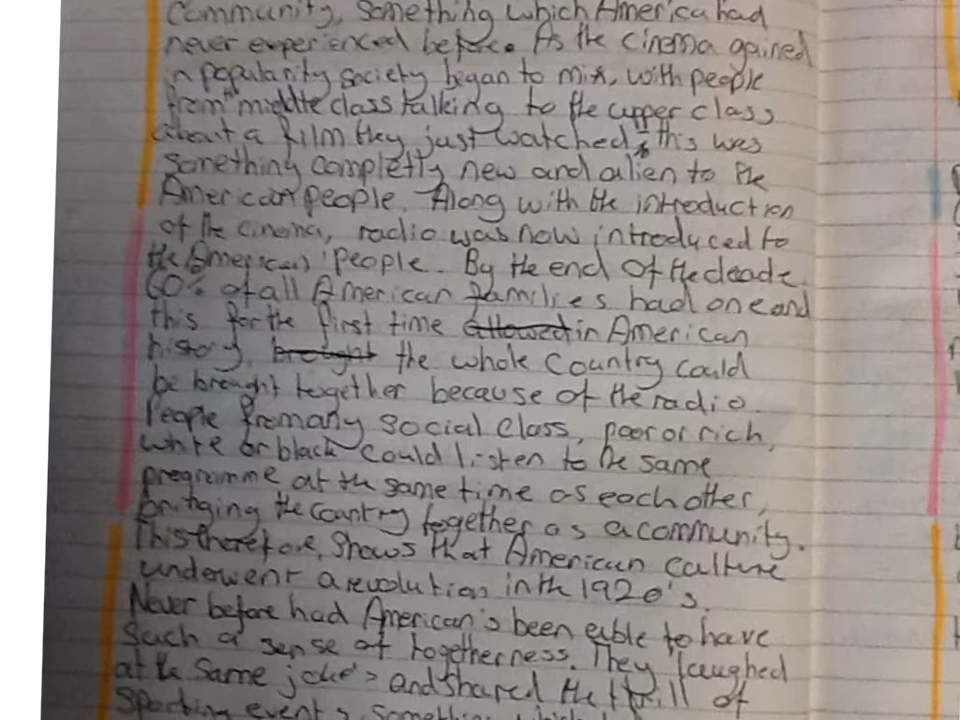 Community, Something which America had
never experienced before. As the cinema gained
in popularity society began to mix, with people
from middle class talking to the upper class
about a film they just watched, this was
something completly new and alien to the
American people. Along with the introduction
of the cinema, radio was now introduced to
the American people. By the end of the decade
60% of all American families had one and
this for the first time allowed in American
history, brought the whole Country could
be brought together because of the radio.
People from any social class, poor or rich,
white or black could listen to the same
programme at the same time as each other,
bringing the country together as a community.
This therefore, shows that American culture
underwent a revolution in the 1920's.
Never before had American's been able to have
such a sense of togetherness. They laughed
at the same joke's and shared the thrill of
Sporting events, something which